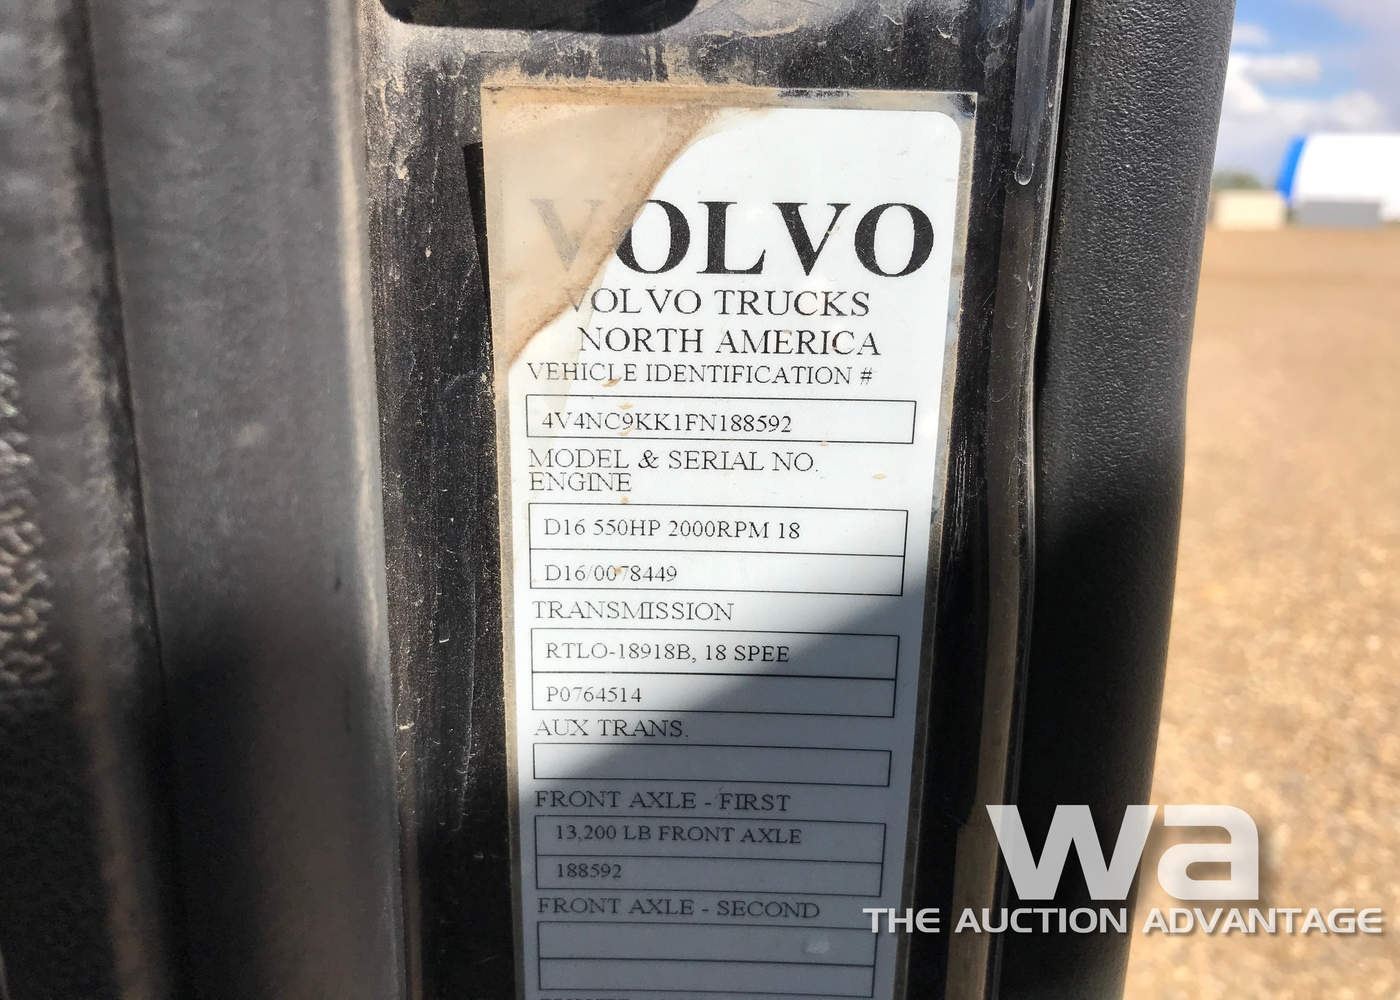 VOLVO
VOLVO TRUCKS
NORTH AMERICA
VEHICLE IDENTIFICATION #
4V4NC9KK1FN188592
MODEL & SERIAL NO.
ENGINE
D16 550HP 2000RPM 18
D16/0078449
TRANSMISSION
RTLO-18918B, 18 SPEE
P0764514
AUX TRANS.
FRONT AXLE - FIRST
13,200 LB FRONT AXLE
188592
FRONT AXLE - SECOND
wa
THE AUCTION ADVANTAGE